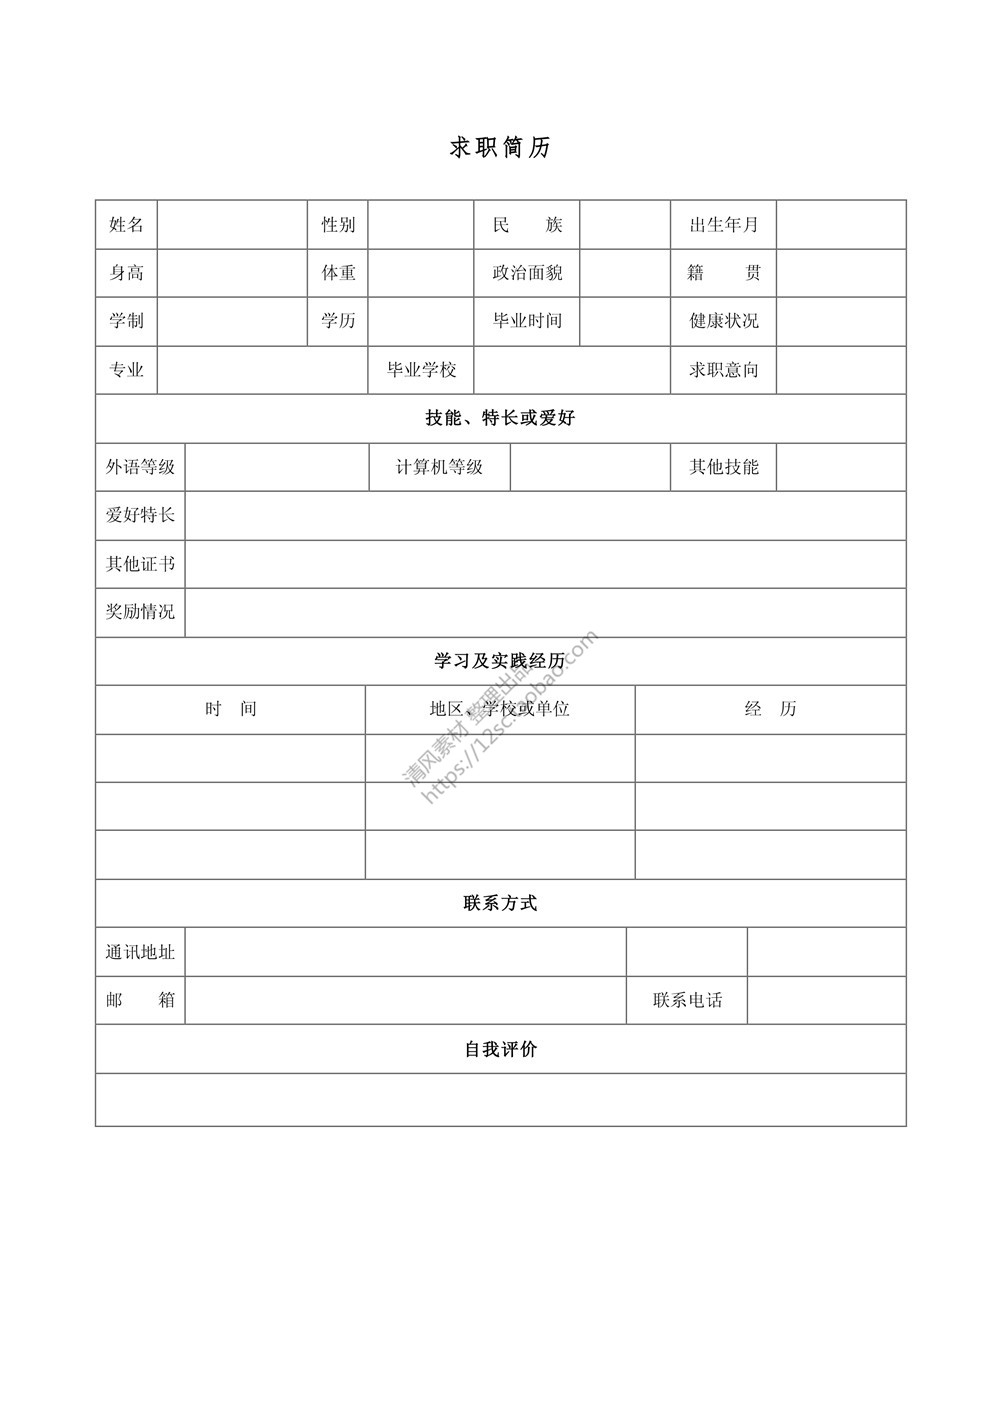 求职简历
姓名 性别 民 族 出生年月
身高 体重 政治面貌 籍 贯
学制 学历 毕业时间 健康状况
专业 毕业学校 求职意向
技能、特长或爱好
外语等级 计算机等级 其他技能
爱好特长
其他证书
奖励情况
学习及实践经历
时 间 地区、学校或单位 经 历
清风素材 整理出品
https://12sc.taobao.com
联系方式
通讯地址
邮 箱 联系电话
自我评价